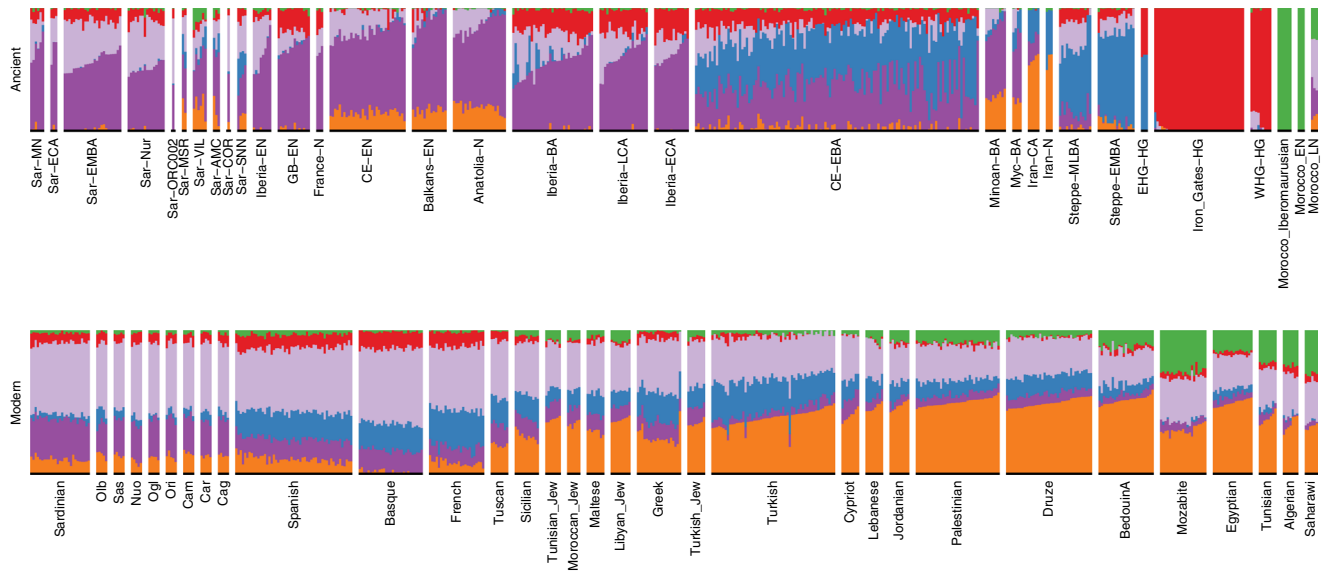 Ancient
Sar–MN
Sar–ECA
Sar–EMBA
Sar–Nur
Sar–ORC002
Sar–MSR
Sar–VIL
Sar–AMC
Sar–COR
Sar–SNN
Iberia–EN
GB–EN
France–N
CE–EN
Balkans–EN
Anatolia–N
Iberia–BA
Iberia–LCA
Iberia–ECA
CE–EBA
Minoan–BA
Myc–BA
Iran–CA
Iran–N
Steppe–MLBA
Steppe–EMBA
EHG–HG
Iron_Gates–HG
WHG–HG
Morocco_Iberomaurusian
Morocco_EN
Morocco_LN
Modern
Sardinian
Olb
Sas
Nuo
Ogl
Ori
Cam
Car
Cag
Spanish
Basque
French
Tuscan
Sicilian
Tunisian_Jew
Moroccan_Jew
Maltese
Libyan_Jew
Greek
Turkish_Jew
Turkish
Cypriot
Lebanese
Jordanian
Palestinian
Druze
BedouinA
Mozabite
Egyptian
Tunisian
Algerian
Saharawi